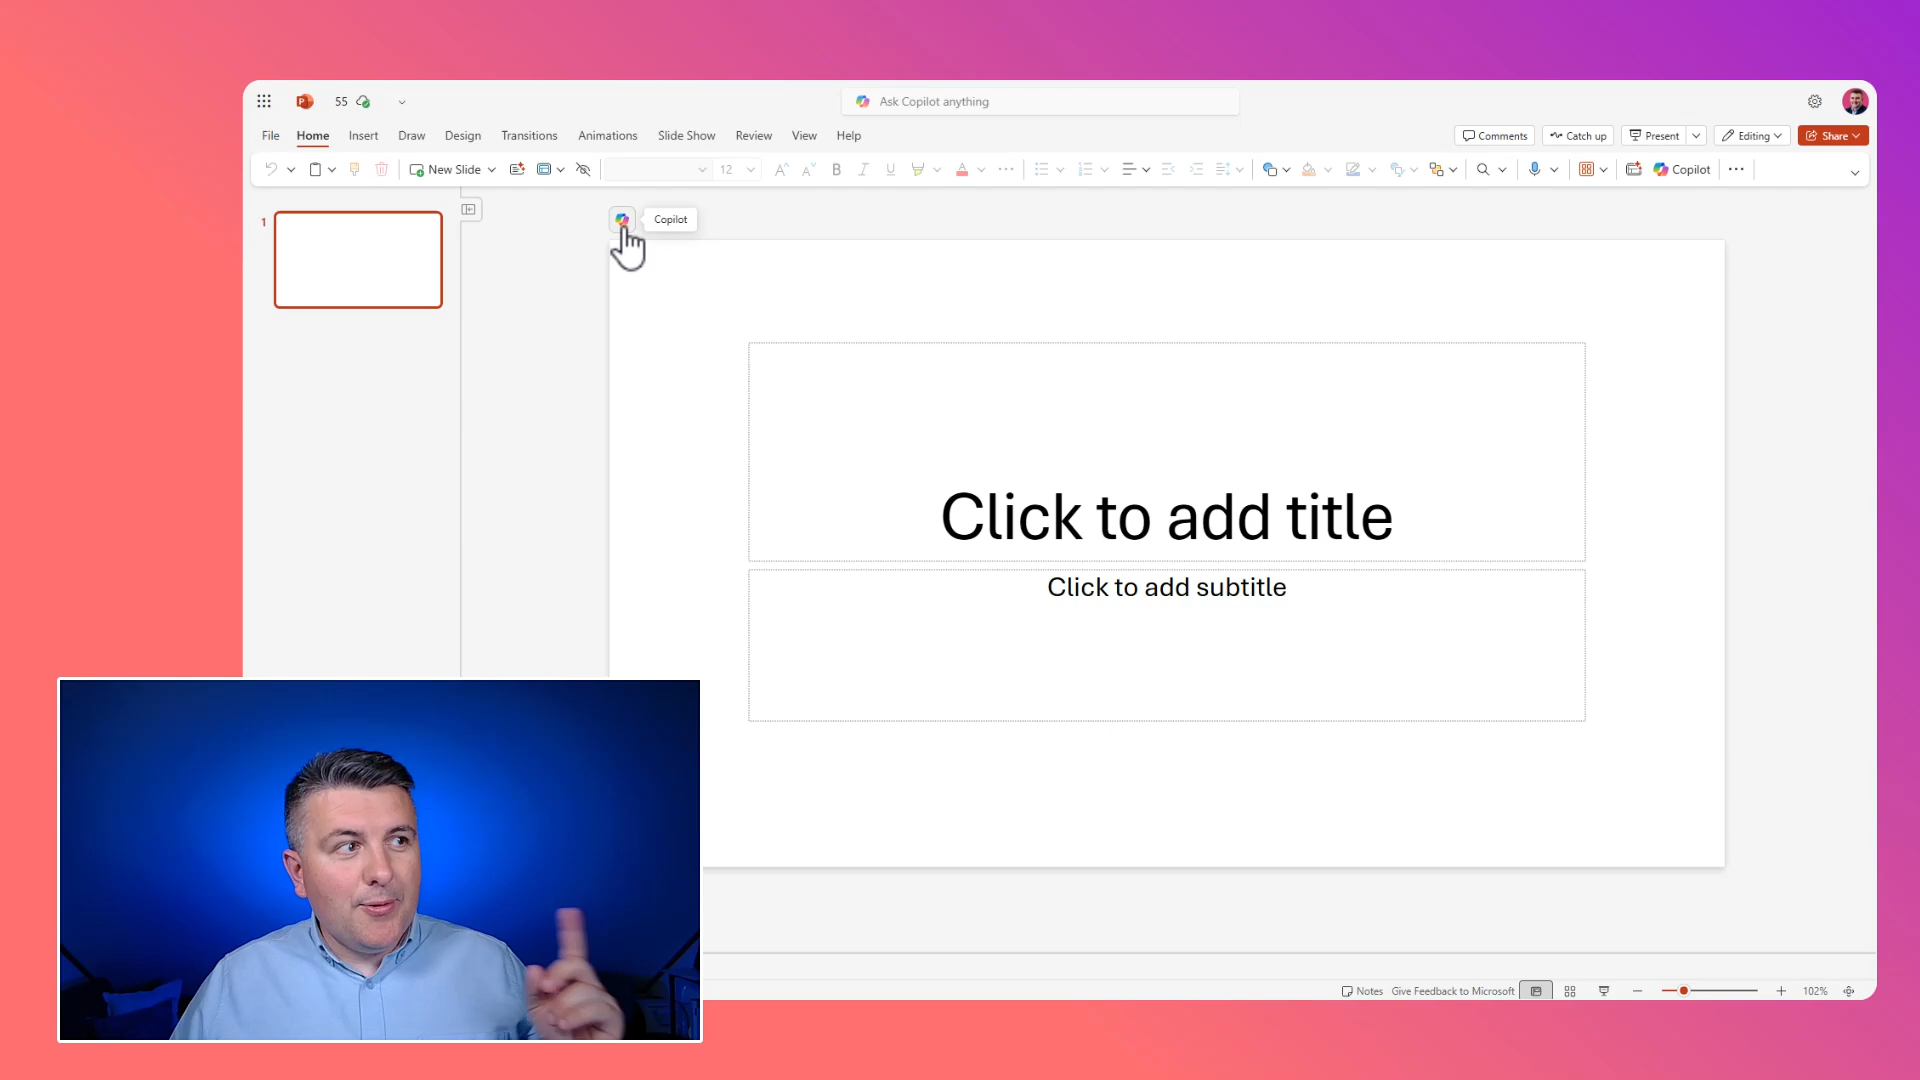 P 55 Ask Copilot anything
File Home Insert Draw Design Transitions Animations Slide Show Review View Help Comments Catch up Present Editing Share
New Slide 12 B I U A Copilot
1
Copilot
Click to add title
Click to add subtitle
Notes Give Feedback to Microsoft 102%